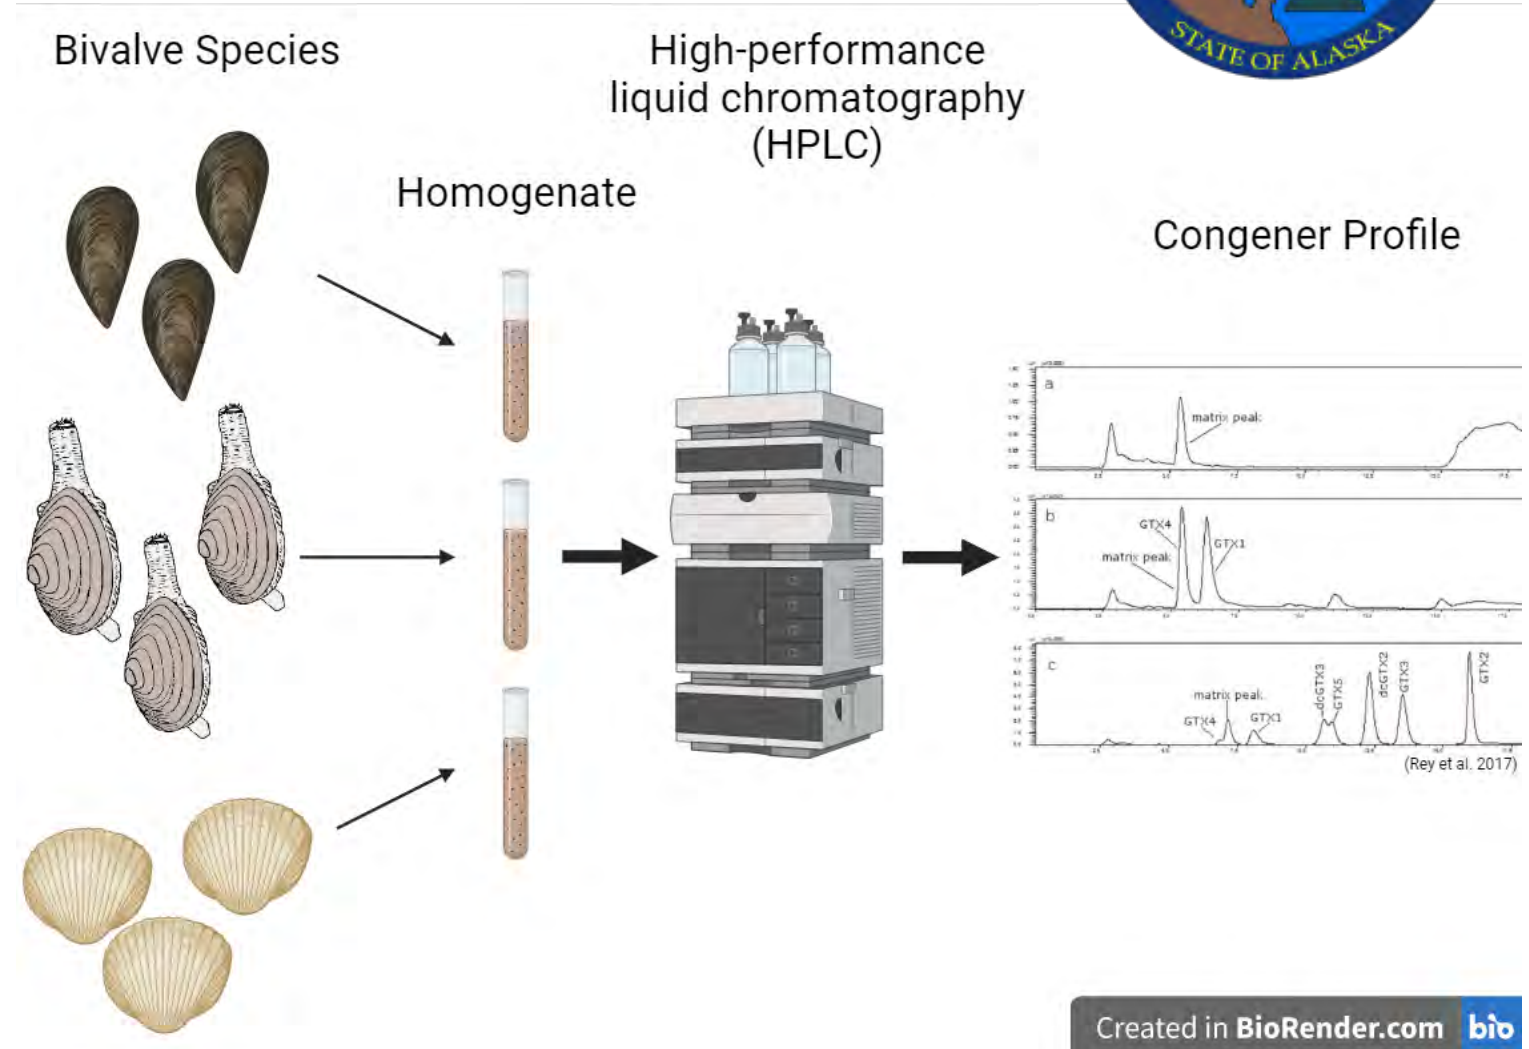 STATE OF ALASKA
Bivalve Species
High-performance
liquid chromatography
(HPLC)
Homogenate
Congener Profile
a
matrix peak
b
GTX4
GTX1
matrix peak
c
matrix peak
GTX4
GTX1
dcGTX3
GTX5
dcGTX2
GTX3
GTX2
(Rey et al. 2017)
Created in BioRender.com bio